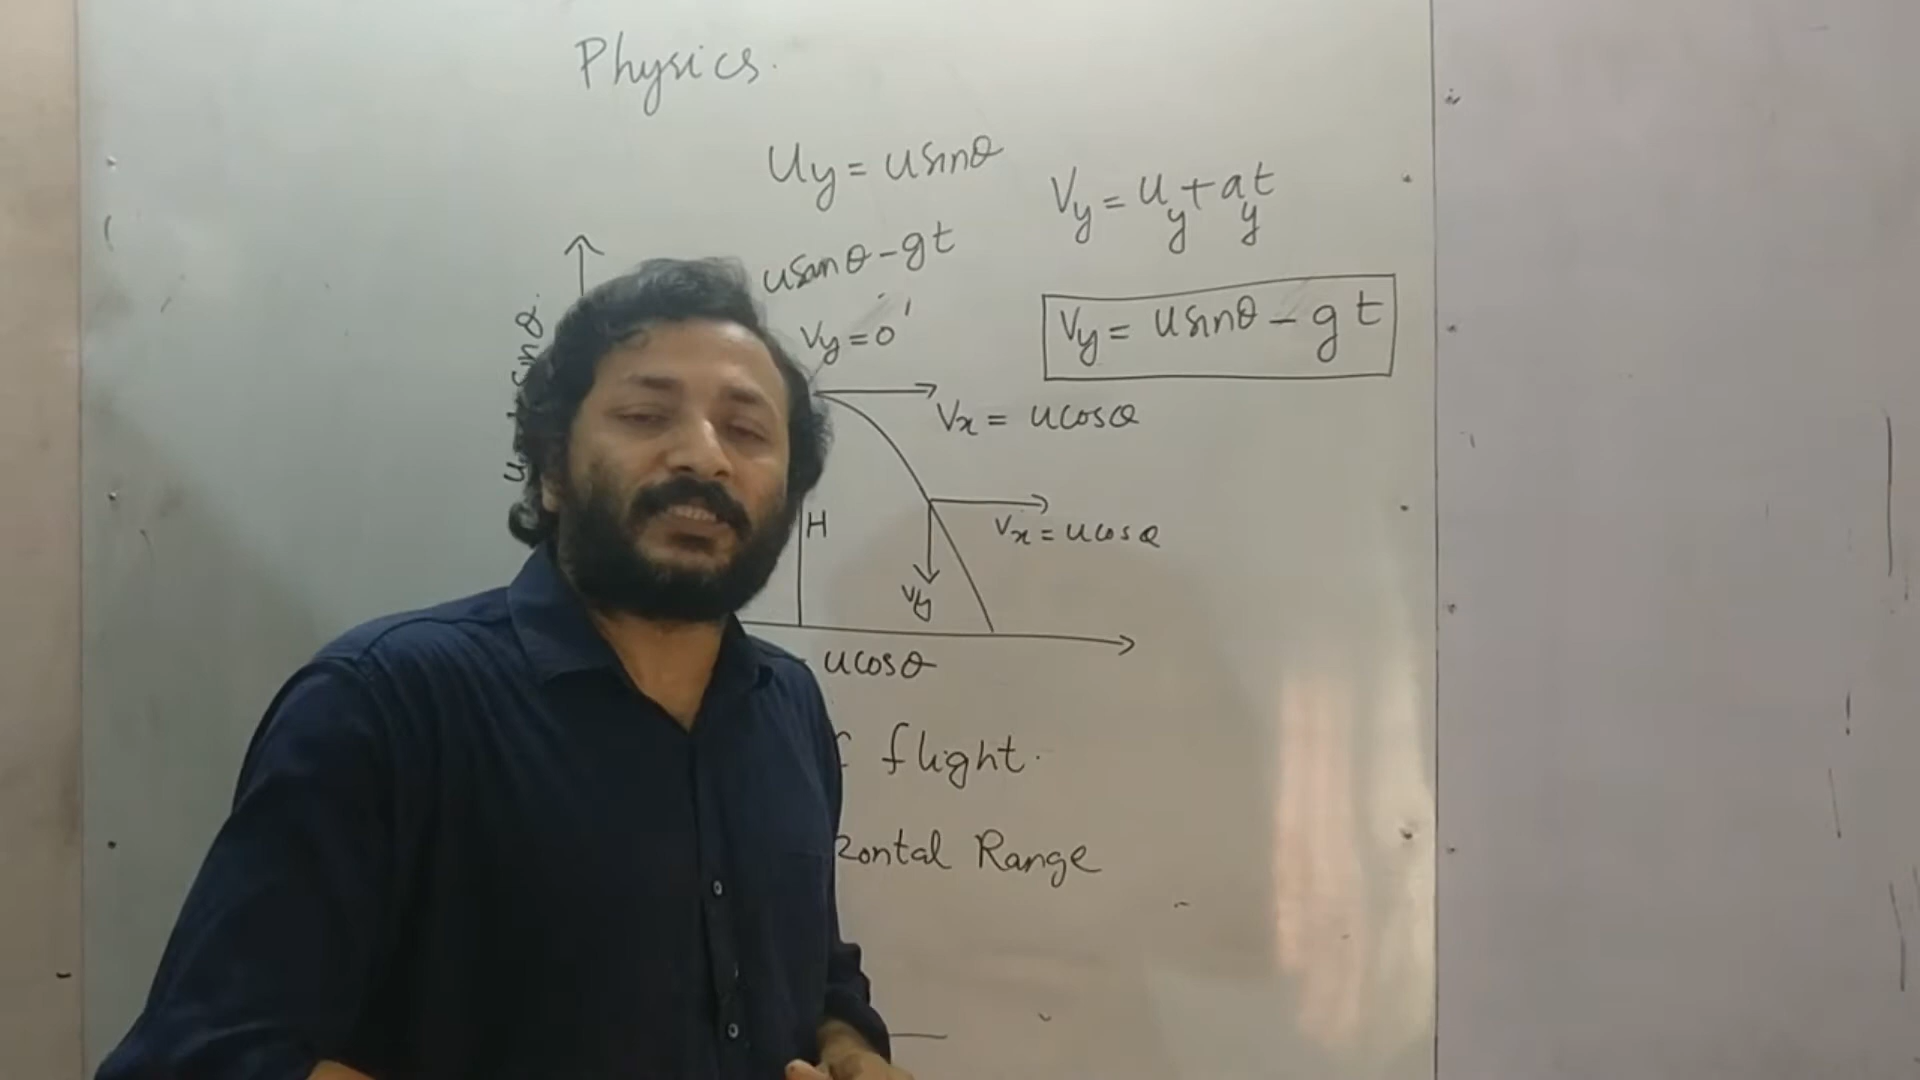 Physics.
Uy = usinθ
Vy = uy + ayt
usinθ - gt
Vy = usinθ - gt
Vy = 0
Vx = ucosθ
H
Vx = ucosθ
Vy
ucosθ
flight.
zontal Range